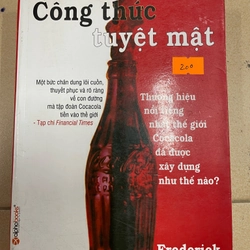 Công thức
tuyệt mật
200
Một bức chân dung lôi cuốn,
thuyết phục và rõ ràng
về con đường
mà tập đoàn Cocacola
tiến vào thế giới
- Tạp chí Financial Times
Thương hiệu
nổi tiếng
nhất thế giới
Cocacola
đã được
xây dựng
như thế nào?
alphabooks
Frederick